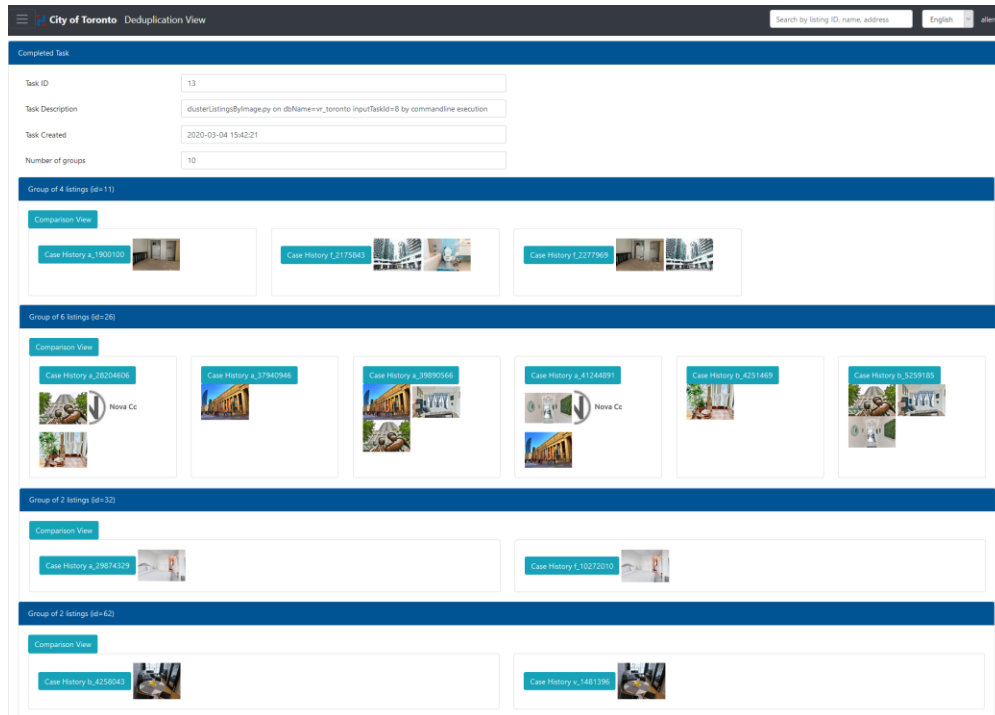 City of Toronto Deduplication View
Search by listing ID, name, address
English
allen
Completed Task
Task ID 13
Task Description clusterListingsByImage.py on dbName=vr_toronto inputTaskId=8 by commandline execution
Task Created 2020-03-04 15:42:21
Number of groups 10
Group of 4 listings (id=11)
Comparison View
Case History a_1900100
Case History f_2175843
Case History f_2277969
Group of 6 listings (id=26)
Comparison View
Case History a_28204606
Case History a_37940946
Case History a_39890566
Case History a_41244891
Case History b_4251469
Case History b_5259185
Nova Cc
Nova Cc
Group of 2 listings (id=32)
Comparison View
Case History a_29874329
Case History f_10272010
Group of 2 listings (id=62)
Comparison View
Case History b_4258043
Case History v_1481396